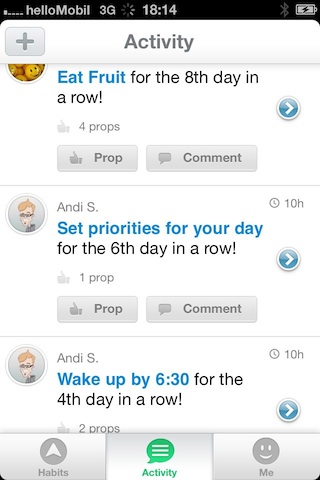 helloMobil 3G 18:14
Activity
Eat Fruit for the 8th day in
a row!
4 props
Prop Comment
Andi S. 10h
Set priorities for your day
for the 6th day in a row!
1 prop
Prop Comment
Andi S. 10h
Wake up by 6:30 for the
4th day in a row!
2 props
Habits Activity Me